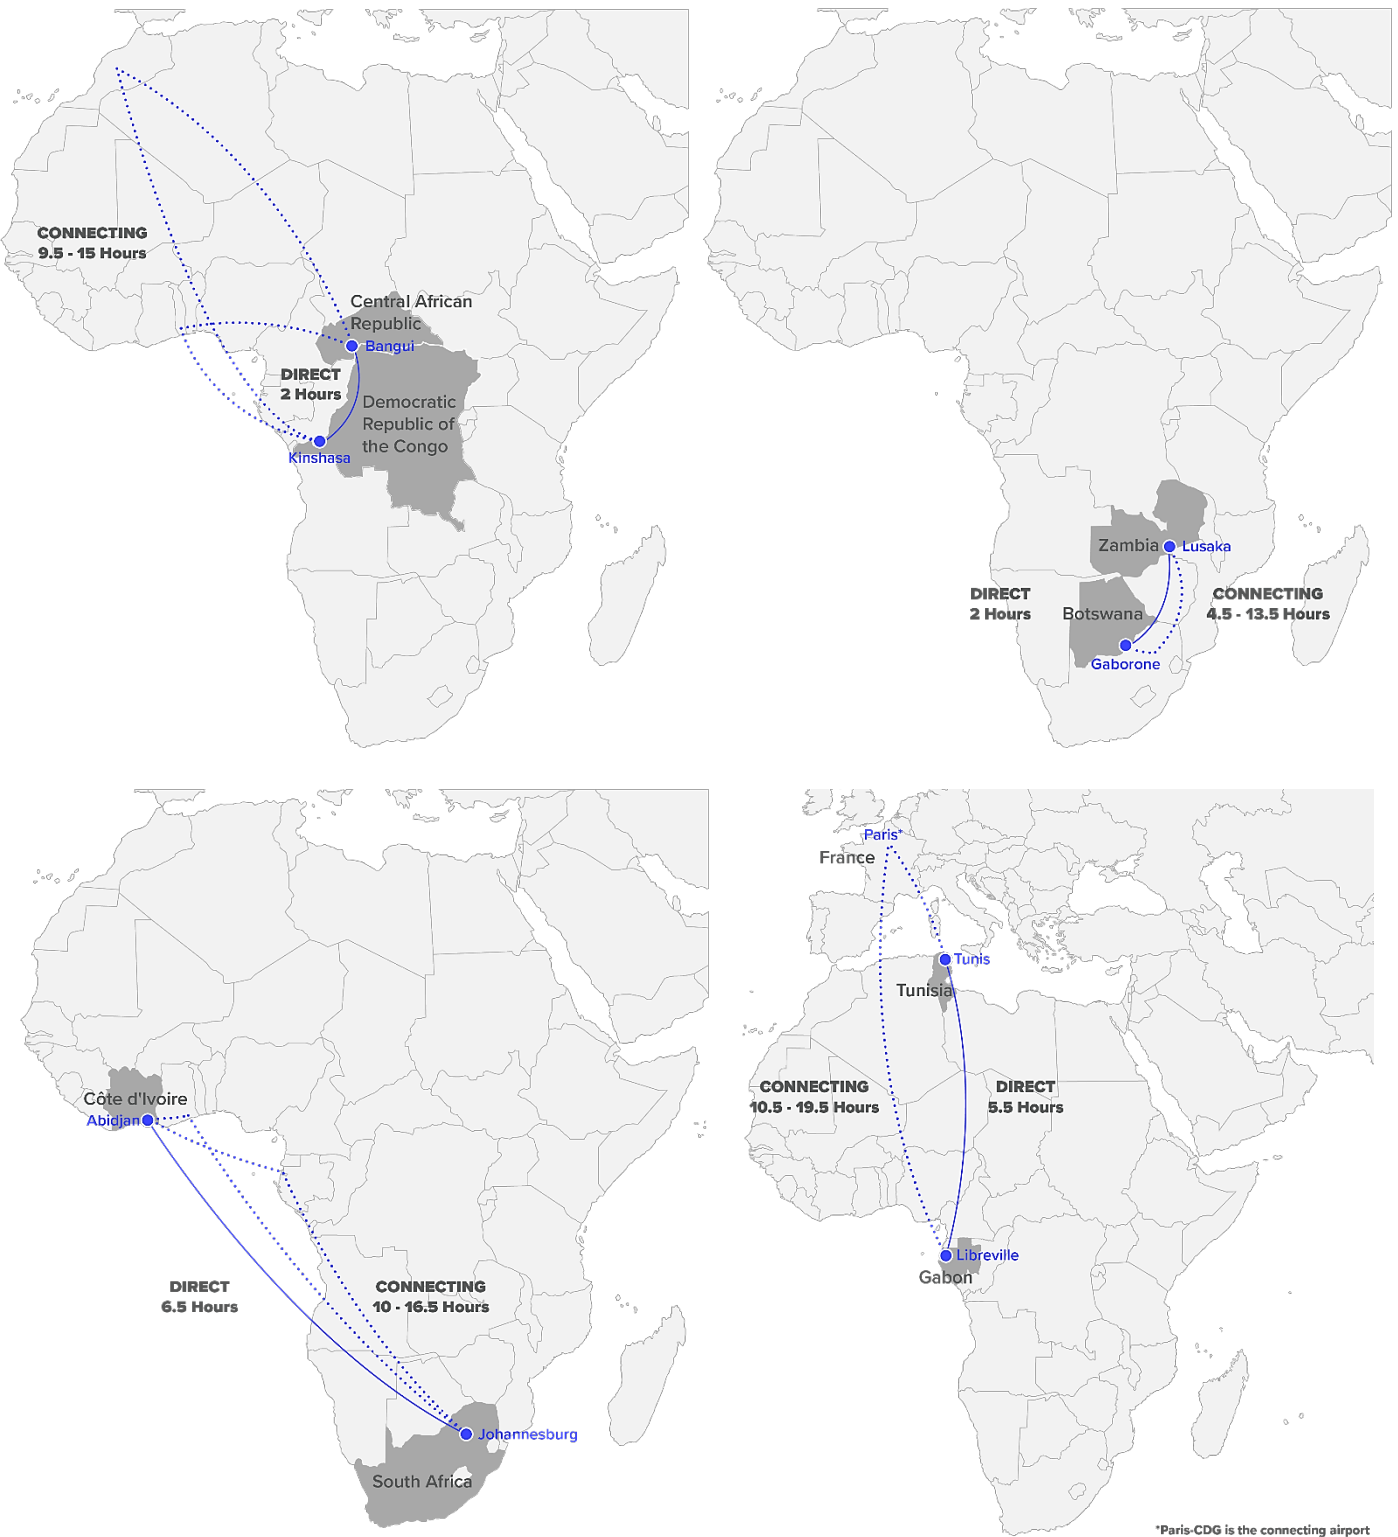 CONNECTING
9.5 - 15 Hours
Central African
Republic
Bangui
DIRECT
2 Hours
Democratic
Republic of
the Congo
Kinshasa
Zambia
Lusaka
DIRECT
2 Hours
Botswana
CONNECTING
4.5 - 13.5 Hours
Gaborone
Côte d'Ivoire
Abidjan
DIRECT
6.5 Hours
CONNECTING
10 - 16.5 Hours
Johannesburg
South Africa
Paris*
France
Tunis
Tunisia
CONNECTING
10.5 - 19.5 Hours
DIRECT
5.5 Hours
Libreville
Gabon
*Paris-CDG is the connecting airport